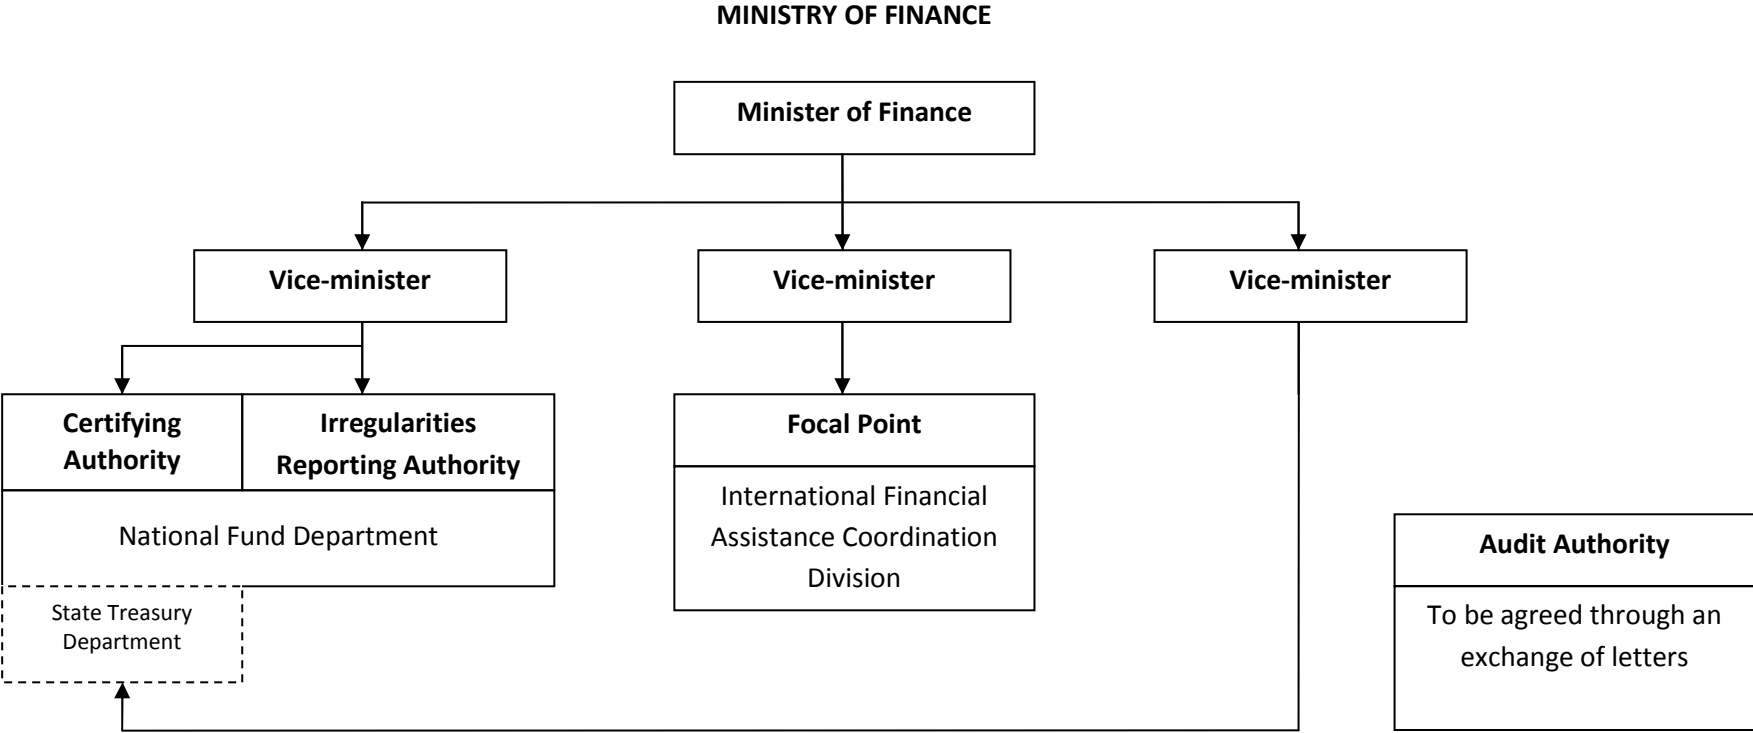 MINISTRY OF FINANCE
Minister of Finance
Vice-minister
Vice-minister
Vice-minister
Certifying
Authority
Irregularities
Reporting Authority
National Fund Department
State Treasury
Department
Focal Point
International Financial
Assistance Coordination
Division
Audit Authority
To be agreed through an
exchange of letters